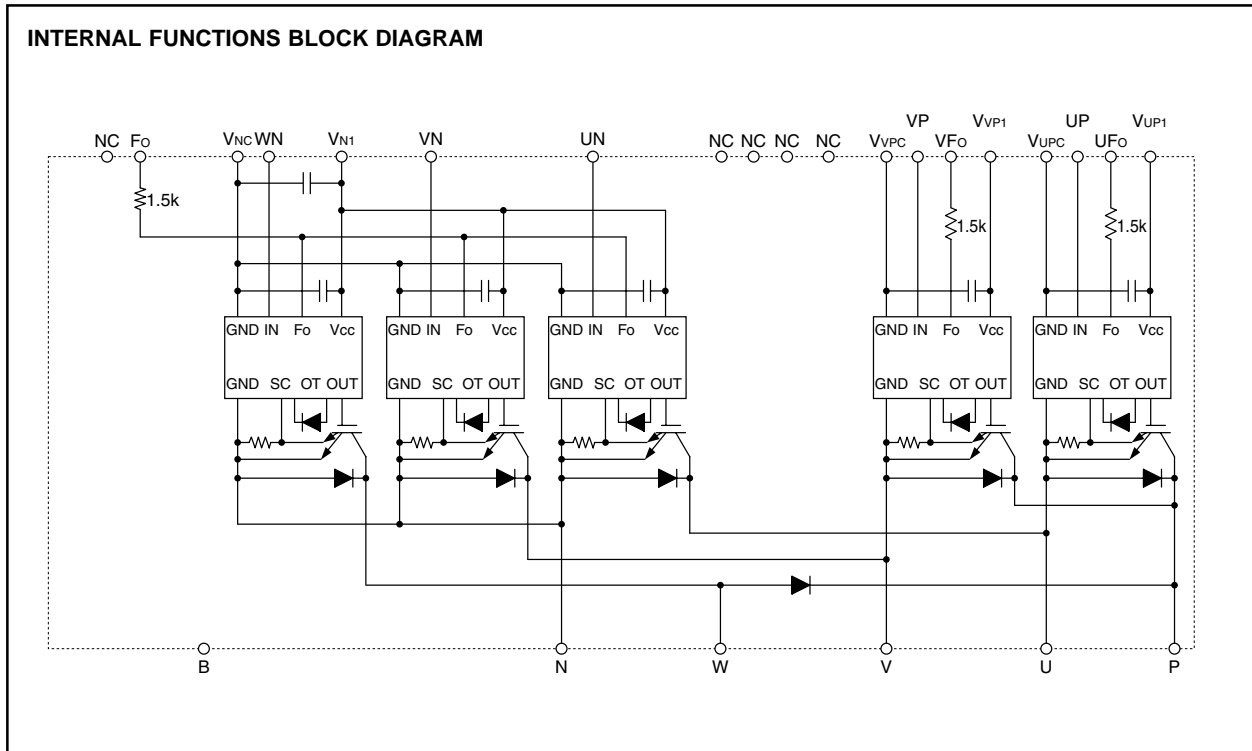 INTERNAL FUNCTIONS BLOCK DIAGRAM
NC FO VNC WN VN1 VN UN NC NC NC NC VVPC VP VFO VVP1 VUPC UP UFO VUP1
1.5k 1.5k 1.5k
GND IN Fo Vcc GND IN Fo Vcc GND IN Fo Vcc GND IN Fo Vcc GND IN Fo Vcc
GND SC OT OUT GND SC OT OUT GND SC OT OUT GND SC OT OUT GND SC OT OUT
B N W V U P